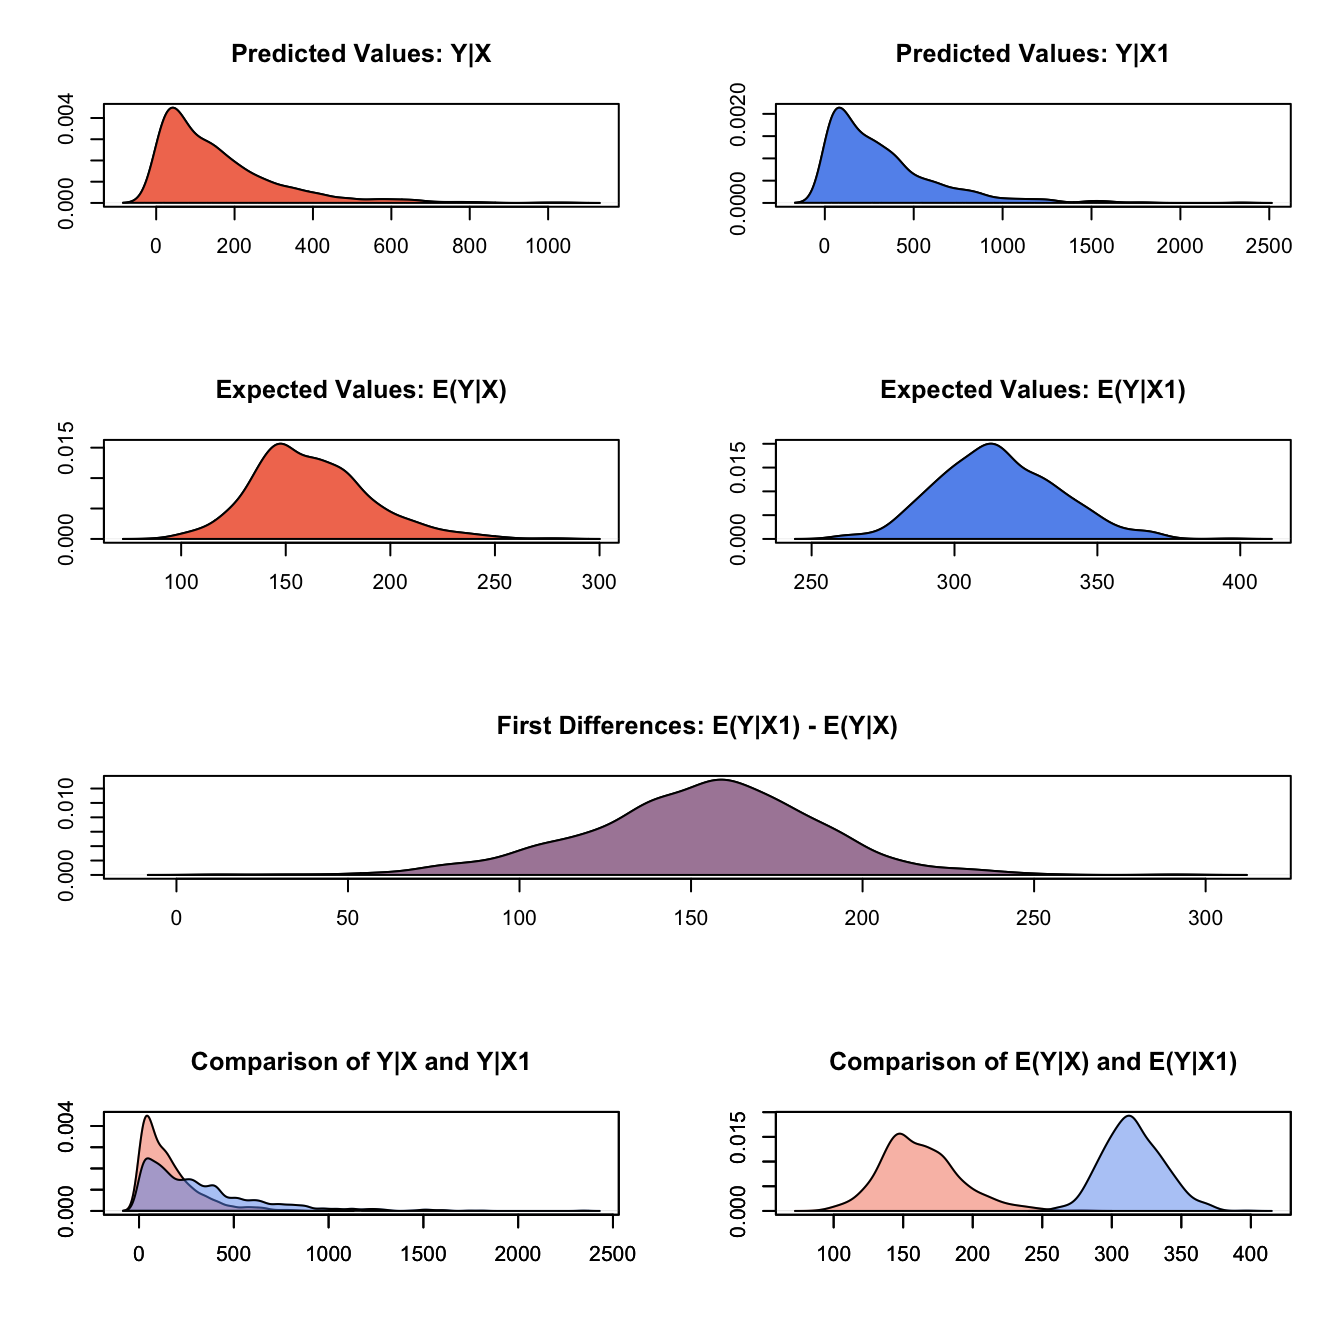 Predicted Values: Y|X
0.004
0.000
0 200 400 600 800 1000
Predicted Values: Y|X1
0.0020
0.0000
0 500 1000 1500 2000 2500
Expected Values: E(Y|X)
0.015
0.000
100 150 200 250 300
Expected Values: E(Y|X1)
0.015
0.000
250 300 350 400
First Differences: E(Y|X1) - E(Y|X)
0.010
0.000
0 50 100 150 200 250 300
Comparison of Y|X and Y|X1
0.004
0.000
0 500 1000 1500 2000 2500
Comparison of E(Y|X) and E(Y|X1)
0.015
0.000
100 150 200 250 300 350 400